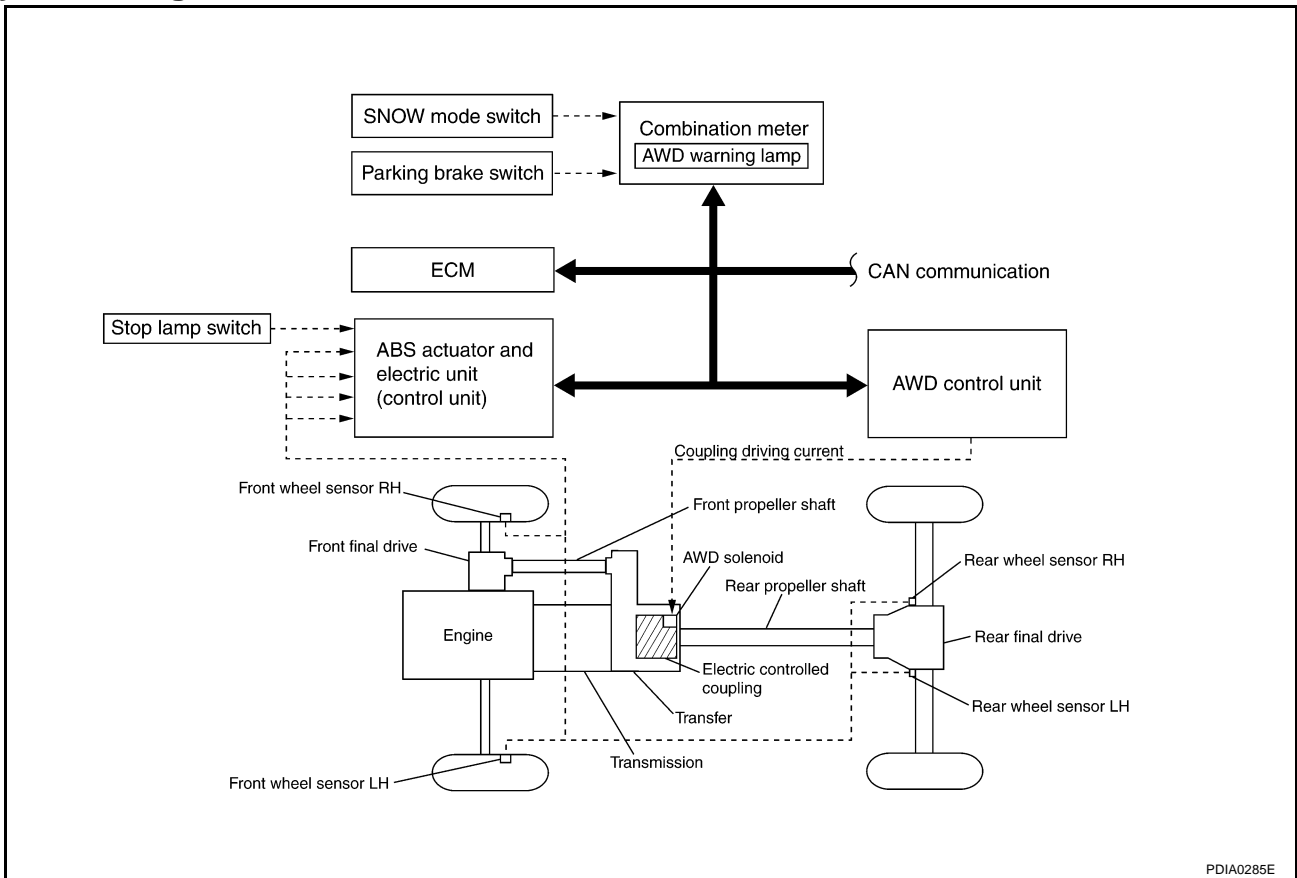 SNOW mode switch
Combination meter
AWD warning lamp
Parking brake switch
ECM
CAN communication
Stop lamp switch
ABS actuator and
electric unit
(control unit)
AWD control unit
Coupling driving current
Front wheel sensor RH
Front propeller shaft
Front final drive
AWD solenoid
Rear propeller shaft
Rear wheel sensor RH
Engine
Rear final drive
Electric controlled
coupling
Rear wheel sensor LH
Transfer
Transmission
Front wheel sensor LH
PDIA0285E